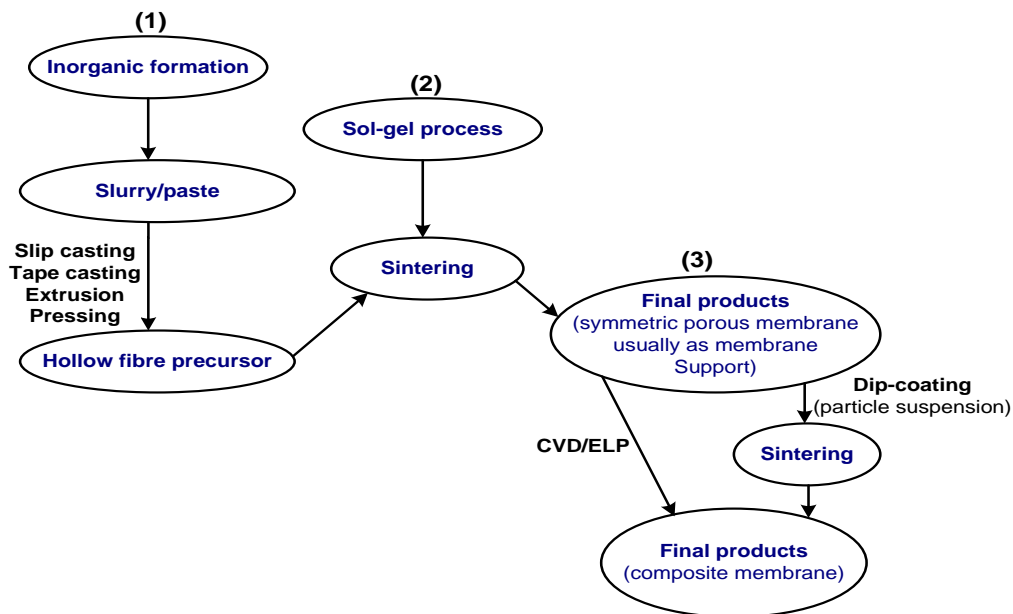 (1)
Inorganic formation
Slurry/paste
Slip casting
Tape casting
Extrusion
Pressing
Hollow fibre precursor
(2)
Sol-gel process
Sintering
(3)
Final products
(symmetric porous membrane
usually as membrane
Support)
Dip-coating
(particle suspension)
CVD/ELP
Sintering
Final products
(composite membrane)